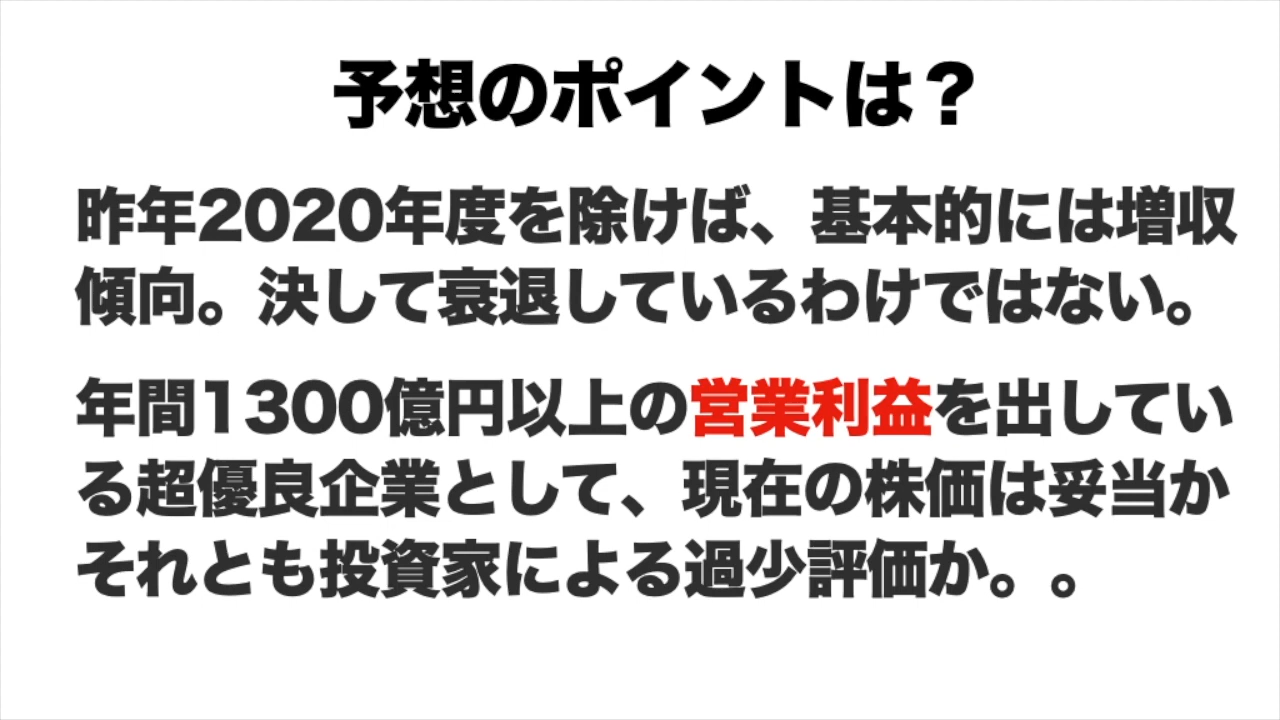 予想のポイントは？
昨年2020年度を除けば、基本的には増収
傾向。決して衰退しているわけではない。
年間1300億円以上の営業利益を出してい
る超優良企業として、現在の株価は妥当か
それとも投資家による過少評価か。。